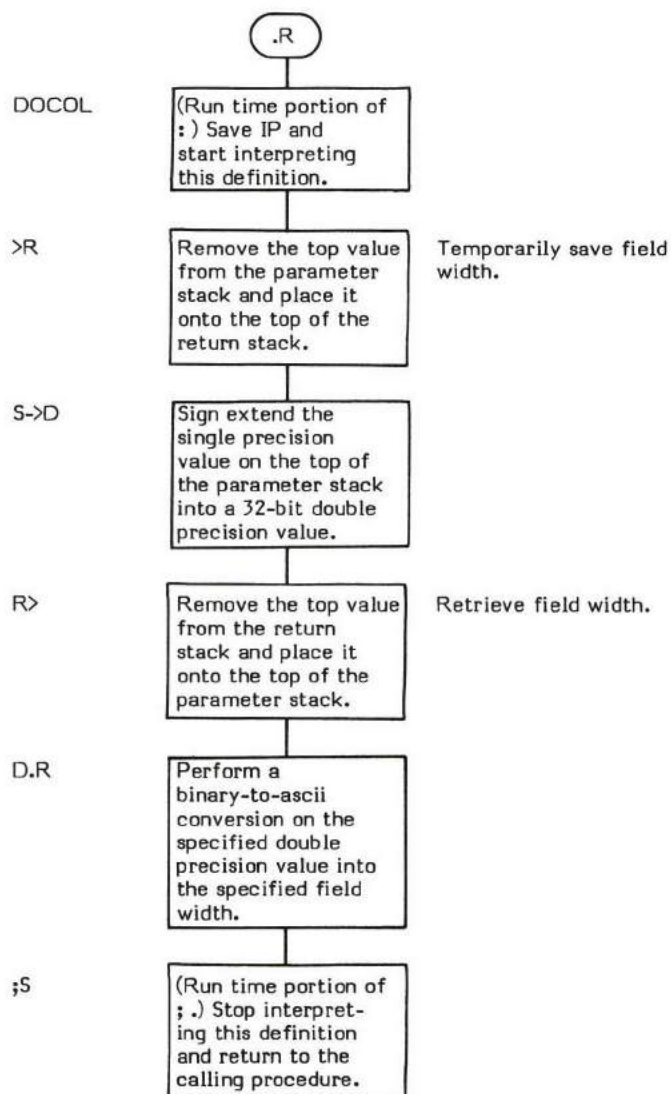 .R
DOCOL
(Run time portion of
: ) Save IP and
start interpreting
this definition.
>R
Remove the top value
from the parameter
stack and place it
onto the top of the
return stack.
Temporarily save field
width.
S->D
Sign extend the
single precision
value on the top of
the parameter stack
into a 32-bit double
precision value.
R>
Remove the top value
from the return
stack and place it
onto the top of the
parameter stack.
Retrieve field width.
D.R
Perform a
binary-to-ascii
conversion on the
specified double
precision value into
the specified field
width.
;S
(Run time portion of
; .) Stop interpret-
ing this definition
and return to the
calling procedure.